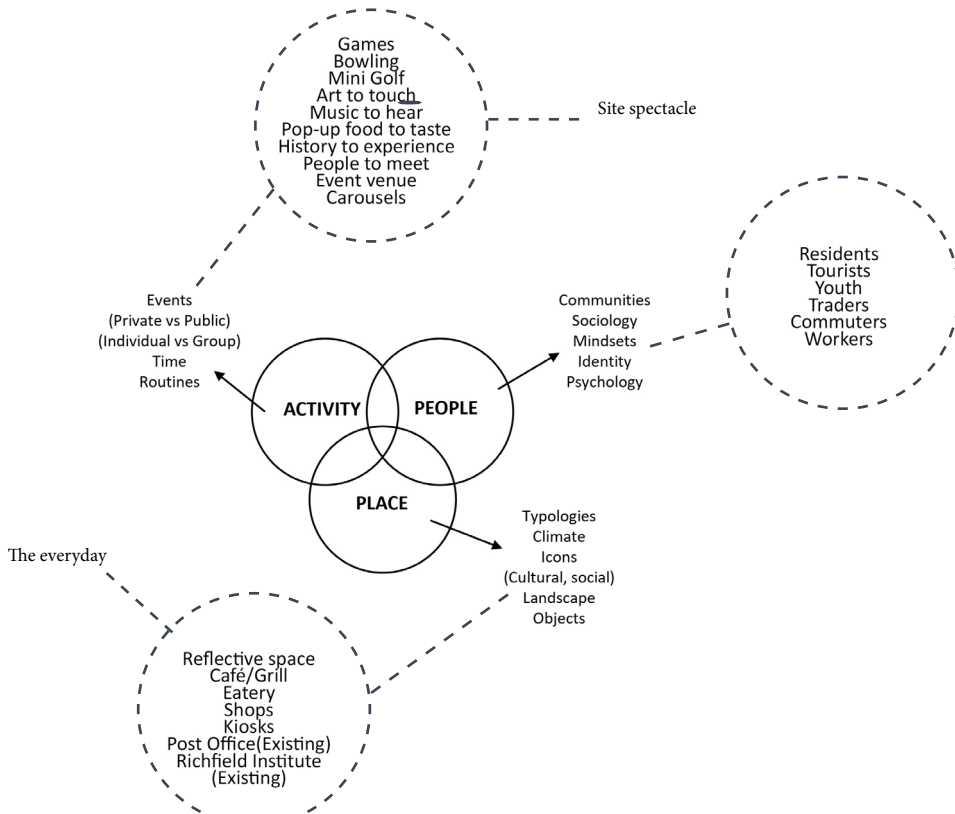 Games
Bowling
Mini Golf
Art to touch
Music to hear
Pop-up food to taste
History to experience
People to meet
Event venue
Carousels
Site spectacle
Residents
Tourists
Youth
Traders
Commuters
Workers
Events
(Private vs Public)
(Individual vs Group)
Time
Routines
Communities
Sociology
Mindsets
Identity
Psychology
ACTIVITY
PEOPLE
PLACE
Typologies
Climate
Icons
(Cultural, social)
Landscape
Objects
The everyday
Reflective space
Café/Grill
Eatery
Shops
Kiosks
Post Office(Existing)
Richfield Institute
(Existing)